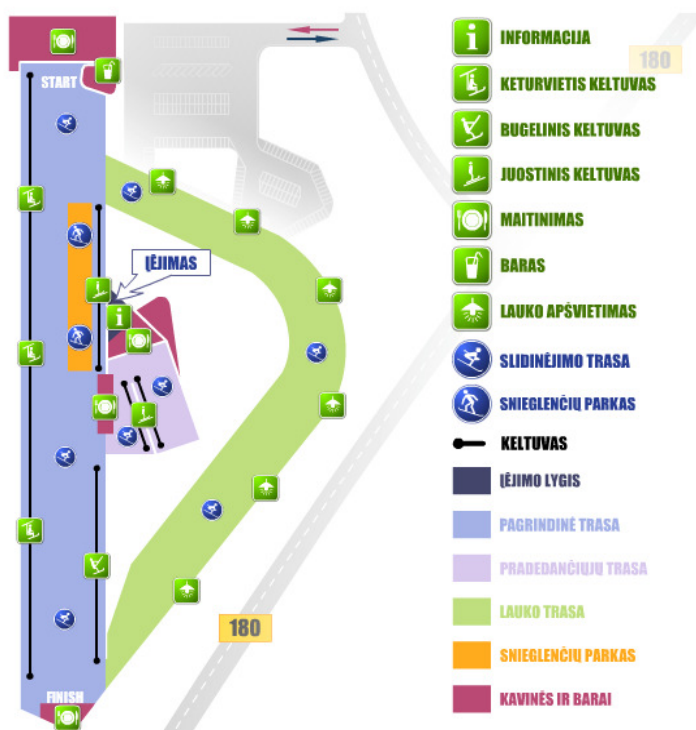 START
ĮĖJIMAS
180
FINISH
180
INFORMACIJA
KETURVIETIS KELTUVAS
BUGELINIS KELTUVAS
JUOSTINIS KELTUVAS
MAITINIMAS
BARAS
LAUKO APŠVIETIMAS
SLIDINĖJIMO TRASA
SNIEGLENČIŲ PARKAS
KELTUVAS
ĮĖJIMO LYGIS
PAGRINDINĖ TRASA
PRADEDANČIŲJŲ TRASA
LAUKO TRASA
SNIEGLENČIŲ PARKAS
KAVINĖS IR BARAI